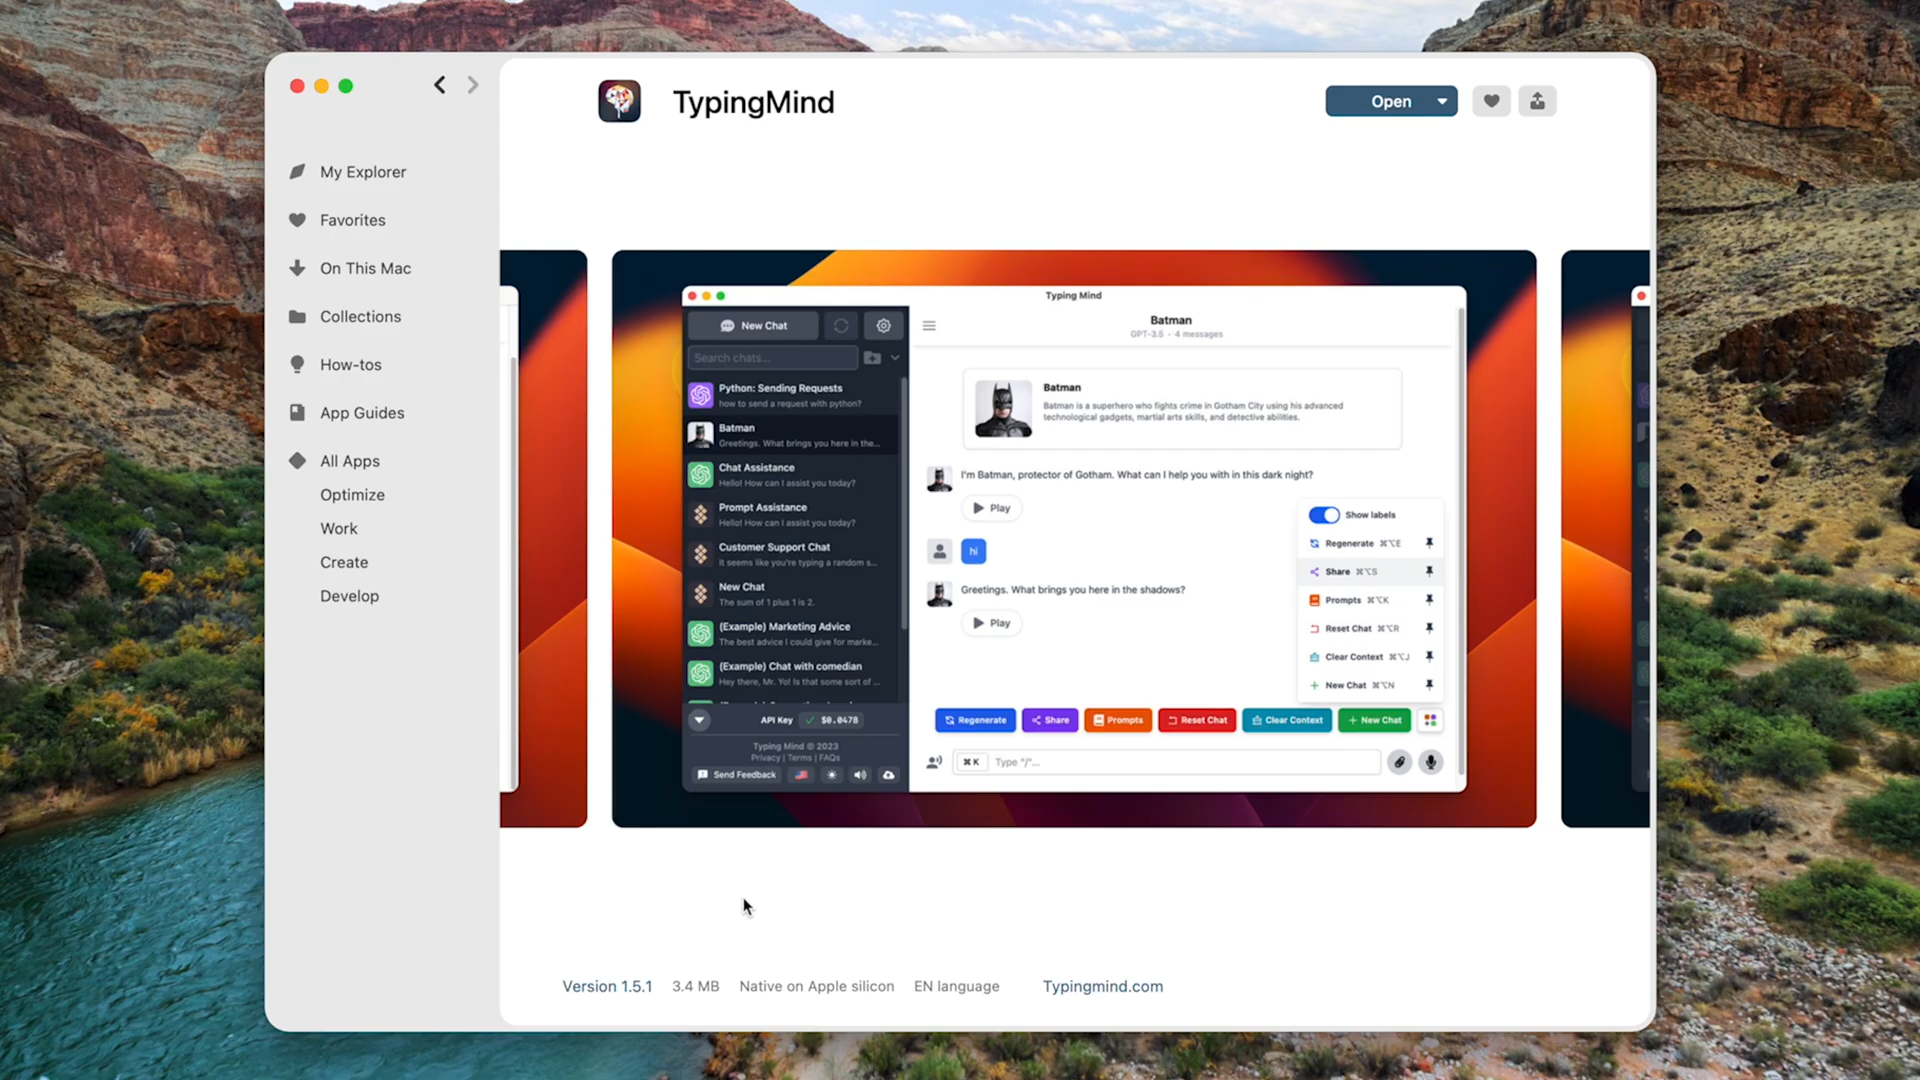 TypingMind
Open
My Explorer
Favorites
On This Mac
Collections
How-tos
App Guides
All Apps
Optimize
Work
Create
Develop
Typing Mind
New Chat
Search chats...
Python: Sending Requests
how to send a request with python?
Batman
Greetings. What brings you here in the...
Chat Assistance
Hello! How can I assist you today?
Prompt Assistance
Hello! How can I assist you today?
Customer Support Chat
It seems like you're typing a random s...
New Chat
The sum of 1 plus 1 is 2.
(Example) Marketing Advice
The best advice I could give for marke...
(Example) Chat with comedian
Hey there, Mr. Yo! Is that some sort of ...
API Key ✓ $0.0478
Typing Mind © 2023
Privacy | Terms | FAQs
Send Feedback
Batman
GPT-3.5 • 4 messages
Batman
Batman is a superhero who fights crime in Gotham City using his advanced
technological gadgets, martial arts skills, and detective abilities.
I'm Batman, protector of Gotham. What can I help you with in this dark night?
Play
hi
Greetings. What brings you here in the shadows?
Play
Show labels
Regenerate ⌘⌥E
Share ⌘⌥S
Prompts ⌘⌥K
Reset Chat ⌘⌥R
Clear Context ⌘⌥J
New Chat ⌘⌥N
Regenerate Share Prompts Reset Chat Clear Context + New Chat
⌘ K Type "/"...
Version 1.5.1 3.4 MB Native on Apple silicon EN language Typingmind.com